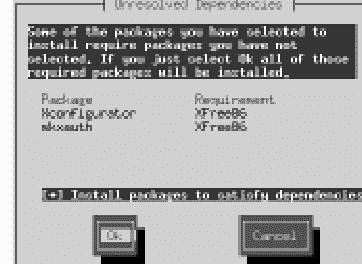 Unresolved Dependencies
Some of the packages you have selected to
install require packages you have not
selected. If you just select Ok all of those
required packages will be installed.
Package Requirement
Xconfigurator XFree86
mkxauth XFree86
[*] Install packages to satisfy dependencies
Ok Cancel